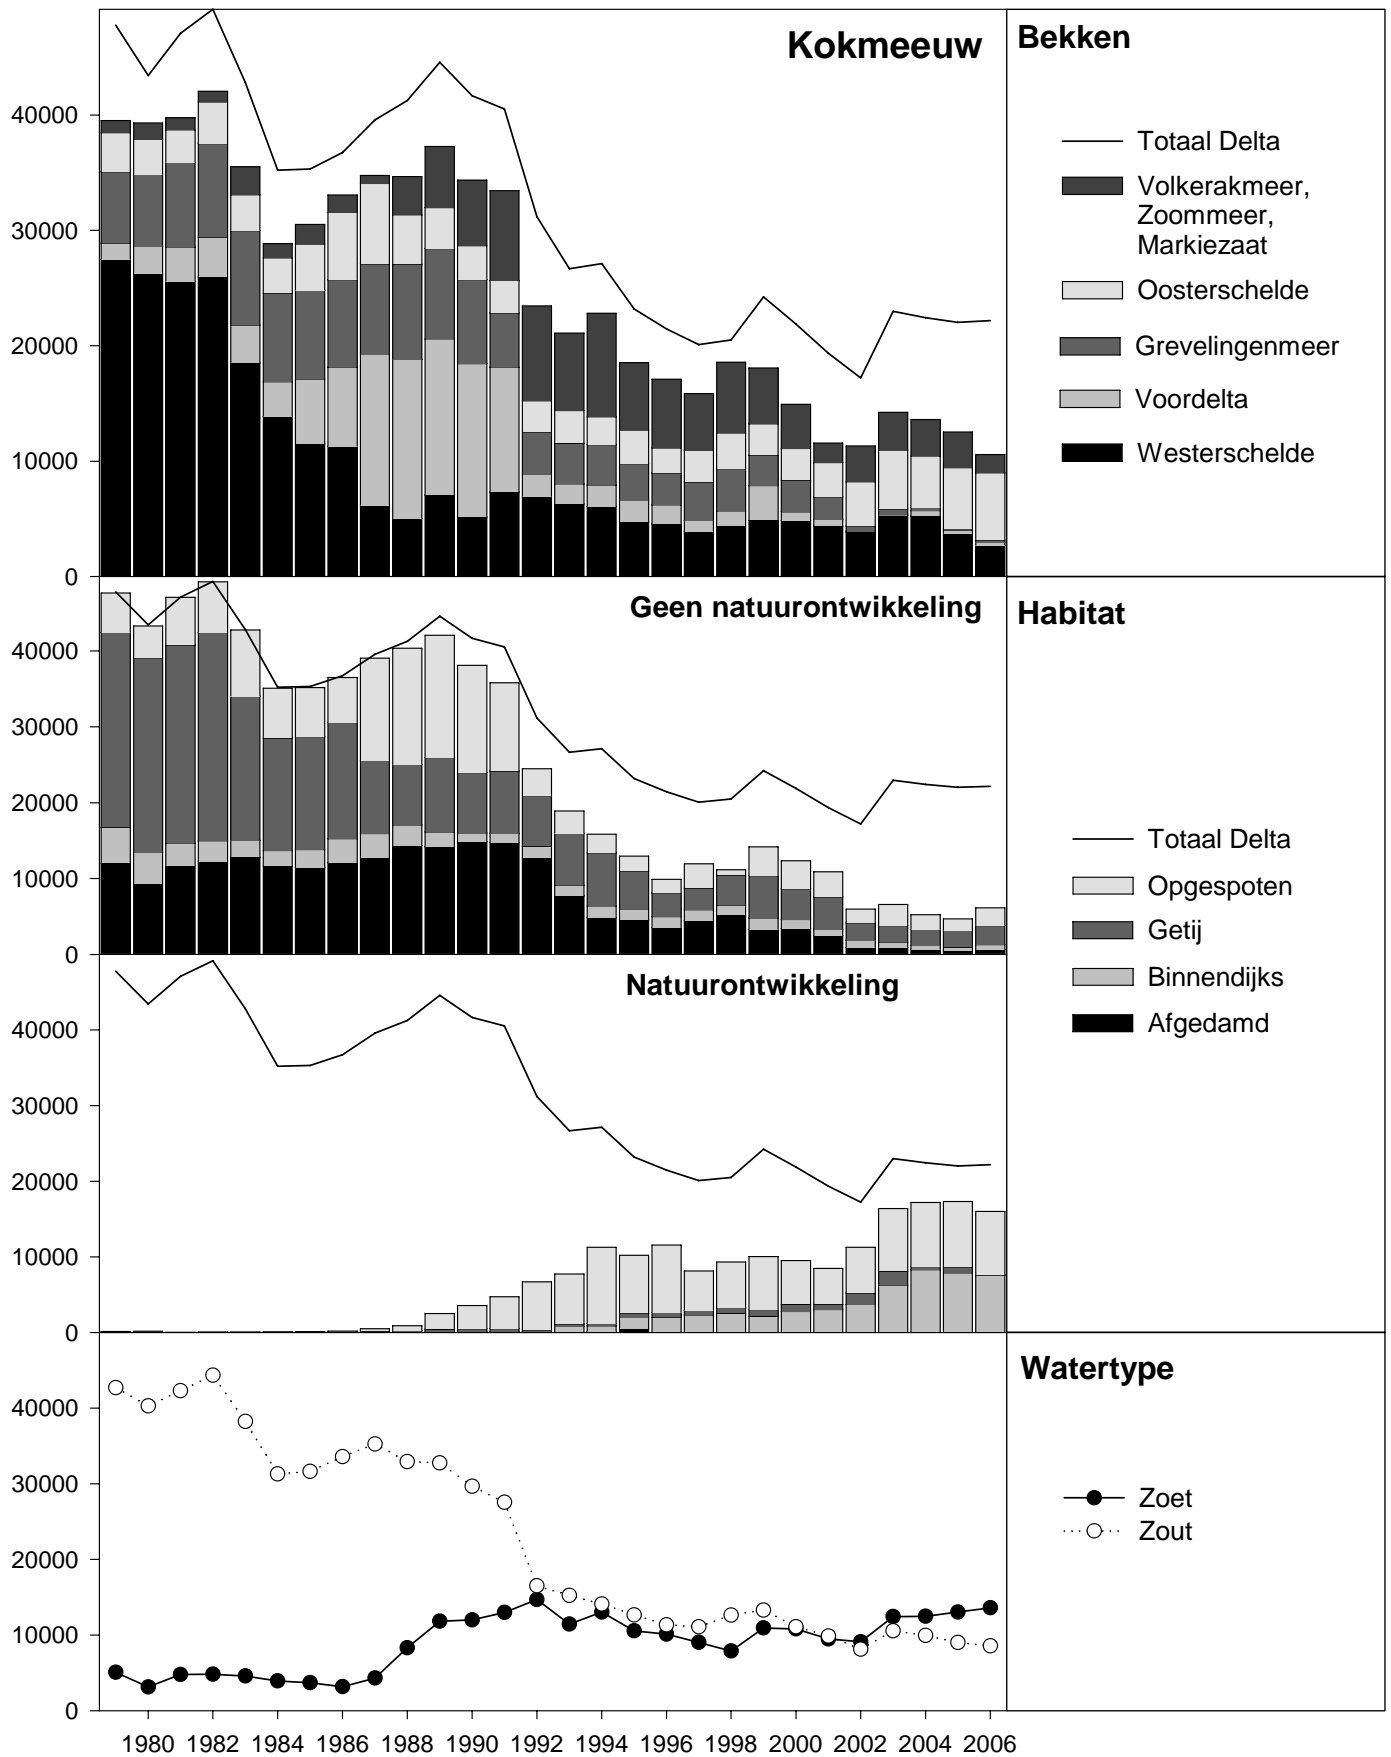 Kokmeeuw
Bekken
40000
30000
20000
10000
0
Totaal Delta
Volkerakmeer,
Zoommeer,
Markiezaat
Oosterschelde
Grevelingenmeer
Voordelta
Westerschelde
Geen natuurontwikkeling
Habitat
40000
30000
20000
10000
0
Totaal Delta
Opgespoten
Getij
Binnendijks
Afgedamd
Natuurontwikkeling
40000
30000
20000
10000
0
Watertype
40000
30000
20000
10000
0
Zoet
Zout
1980 1982 1984 1986 1988 1990 1992 1994 1996 1998 2000 2002 2004 2006